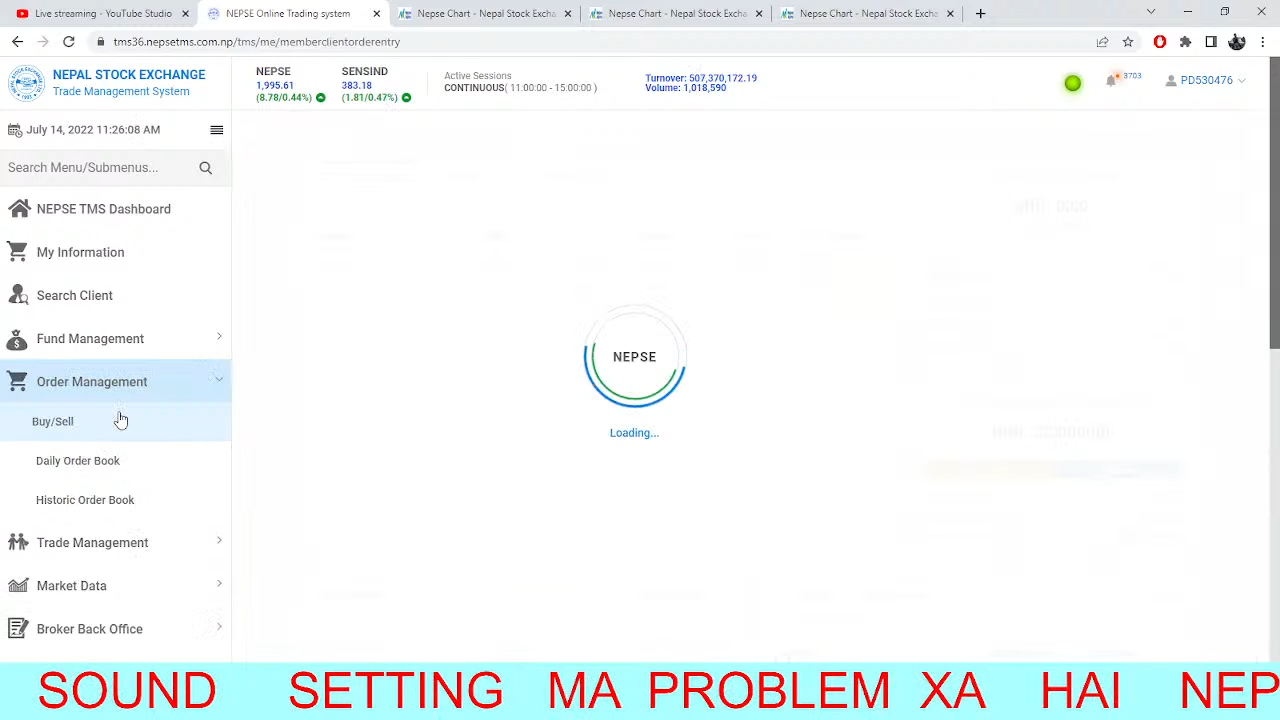 Live streaming - YouTube Studio
NEPSE Online Trading system
Nepse Chart - Nepal Stock Excha
Nepse Chart - Nepal Stock Excha
Nepse Chart - Nepal Stock Excha
tms36.nepsetms.com.np/tms/me/memberclientorderentry
NEPAL STOCK EXCHANGE
Trade Management System
NEPSE
1,995.61
(8.78/0.44%)
SENSIND
383.18
(1.81/0.47%)
Active Sessions
CONTINUOUS( 11:00:00 - 15:00:00 )
Turnover: 507,370,172.19
Volume: 1,018,590
3703
PD530476
July 14, 2022 11:26:08 AM
Search Menu/Submenus...
NEPSE TMS Dashboard
My Information
Search Client
Fund Management
Order Management
Buy/Sell
Daily Order Book
Historic Order Book
Trade Management
Market Data
Broker Back Office
NEPSE
Loading...
SOUND SETTING MA PROBLEM XA HAI NEP